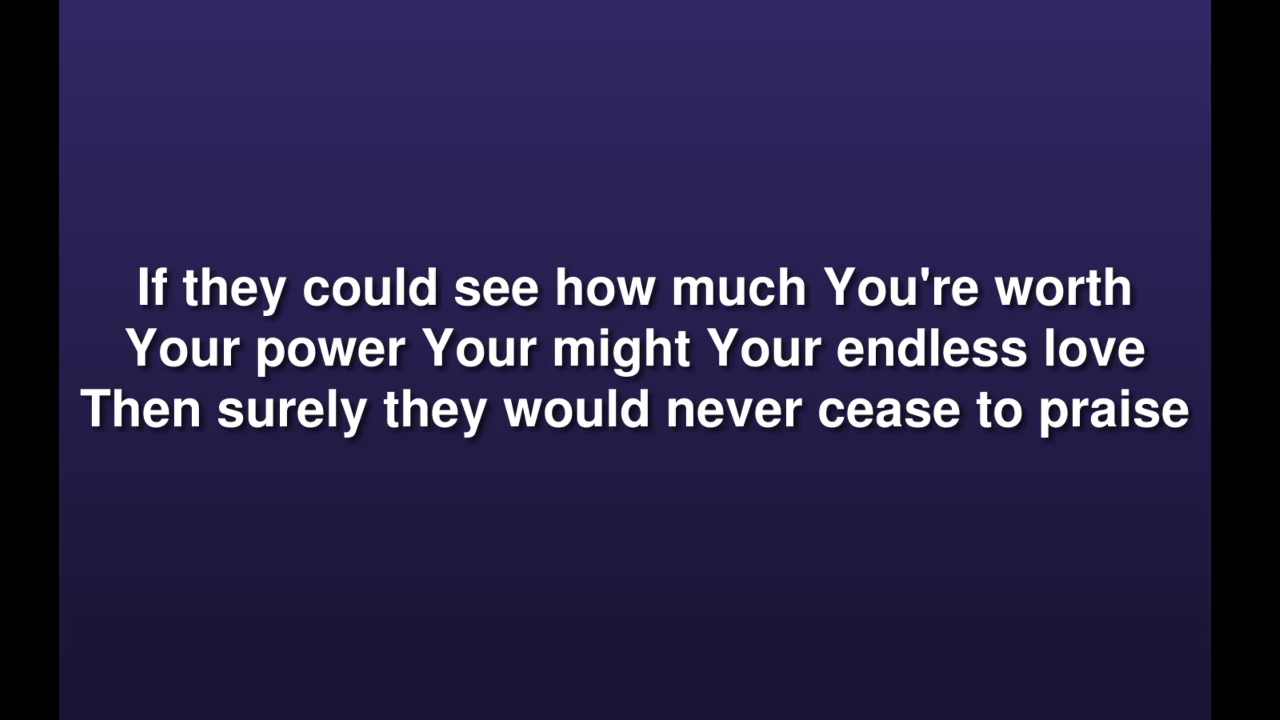 If they could see how much You're worth
Your power Your might Your endless love
Then surely they would never cease to praise